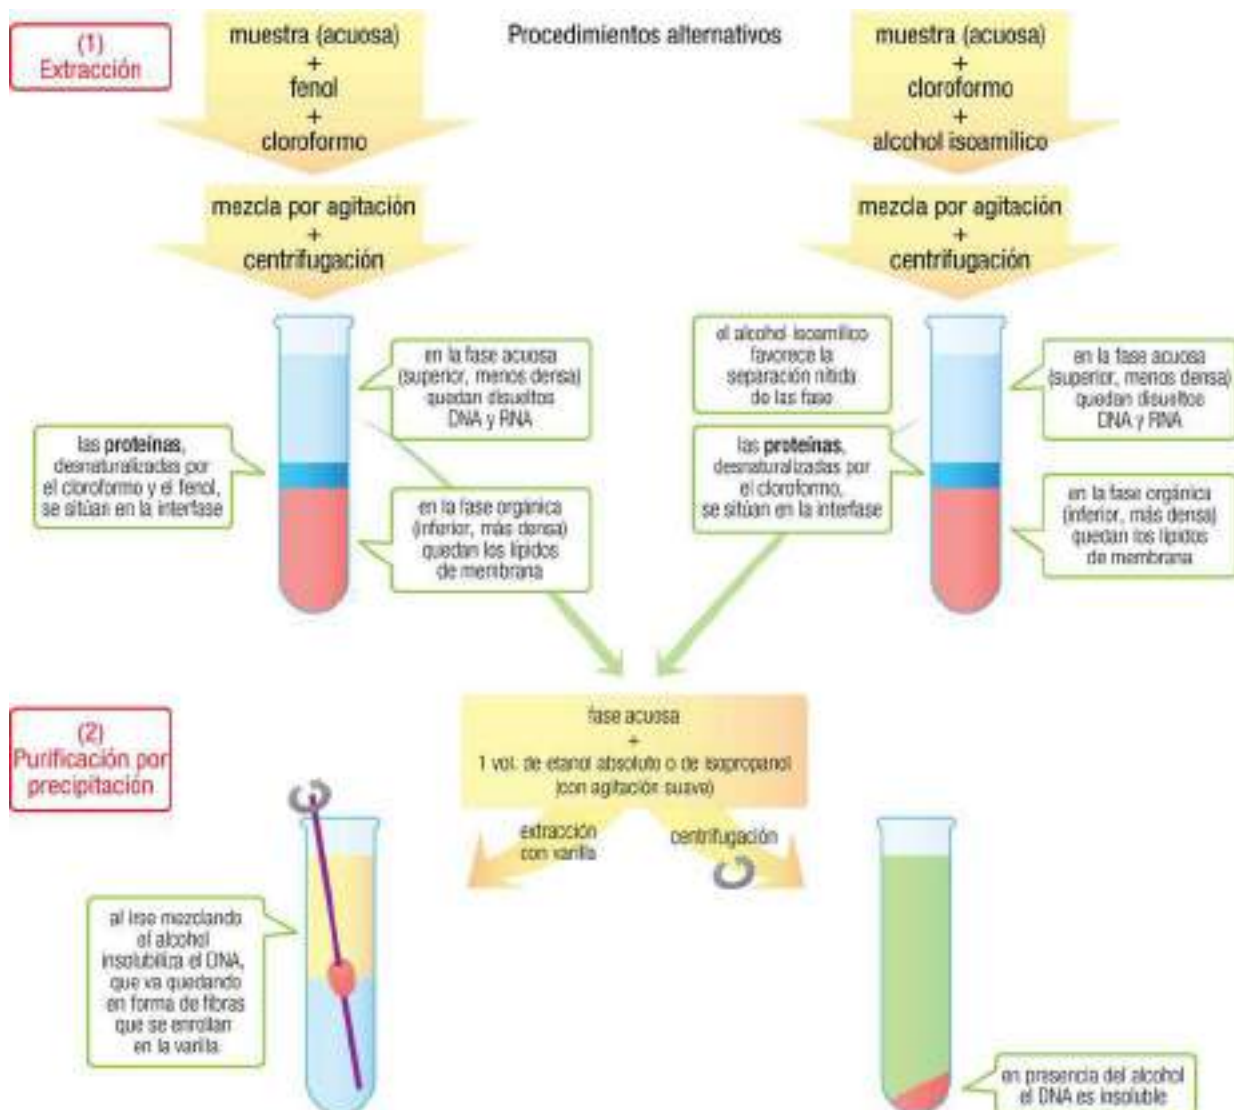 (1)
Extracción
muestra (acuosa)
+
fenol
+
cloroformo
Procedimientos alternativos
muestra (acuosa)
+
cloroformo
+
alcohol isoamílico
mezcla por agitación
+
centrifugación
mezcla por agitación
+
centrifugación
en la fase acuosa
(superior, menos densa)
quedan disueltos
DNA y RNA
las proteínas,
desnaturalizadas por
el cloroformo y el fenol,
se sitúan en la interfase
en la fase orgánica
(inferior, más densa)
quedan los lípidos
de membrana
el alcohol isoamílico
favorece la
separación nítida
de las fase
las proteínas,
desnaturalizadas por
el cloroformo,
se sitúan en la interfase
en la fase acuosa
(superior, menos densa)
quedan disueltos
DNA y RNA
en la fase orgánica
(inferior, más densa)
quedan los lípidos
de membrana
(2)
Purificación por
precipitación
fase acuosa
+
1 vol. de etanol absoluto o de isopropanol
(con agitación suave)
extracción
con varilla
centrifugación
al irse mezclando
el alcohol
insolubiliza el DNA,
que va quedando
en forma de fibras
que se enrollan
en la varilla
en presencia del alcohol
el DNA es insoluble